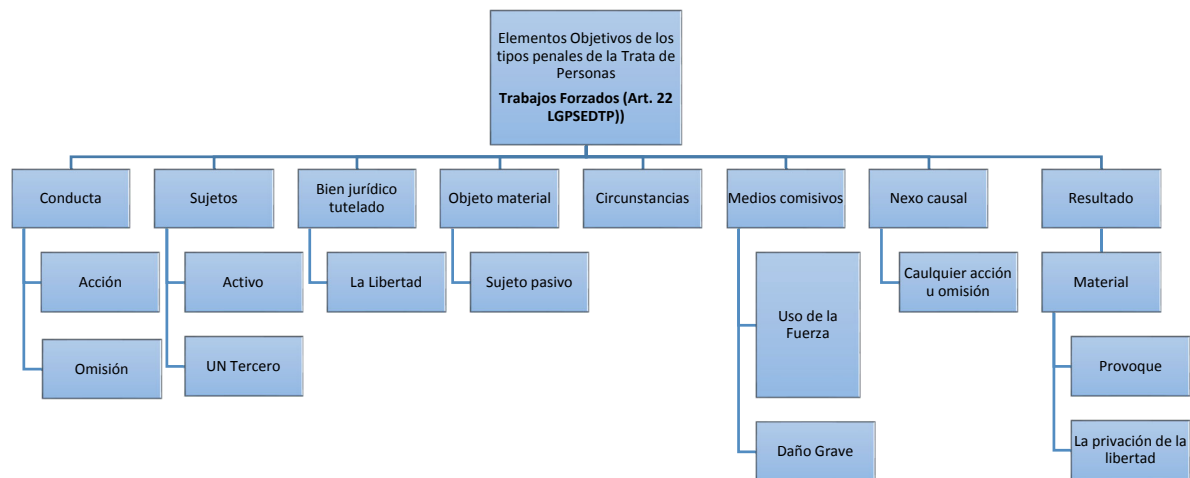 Elementos Objetivos de los
tipos penales de la Trata de
Personas
Trabajos Forzados (Art. 22
LGPSEDTP))
Conducta
Sujetos
Bien jurídico
tutelado
Objeto material
Circunstancias
Medios comisivos
Nexo causal
Resultado
Acción
Activo
La Libertad
Sujeto pasivo
Uso de la
Fuerza
Caulquier acción
u omisión
Material
Omisión
UN Tercero
Provoque
Daño Grave
La privación de la
libertad